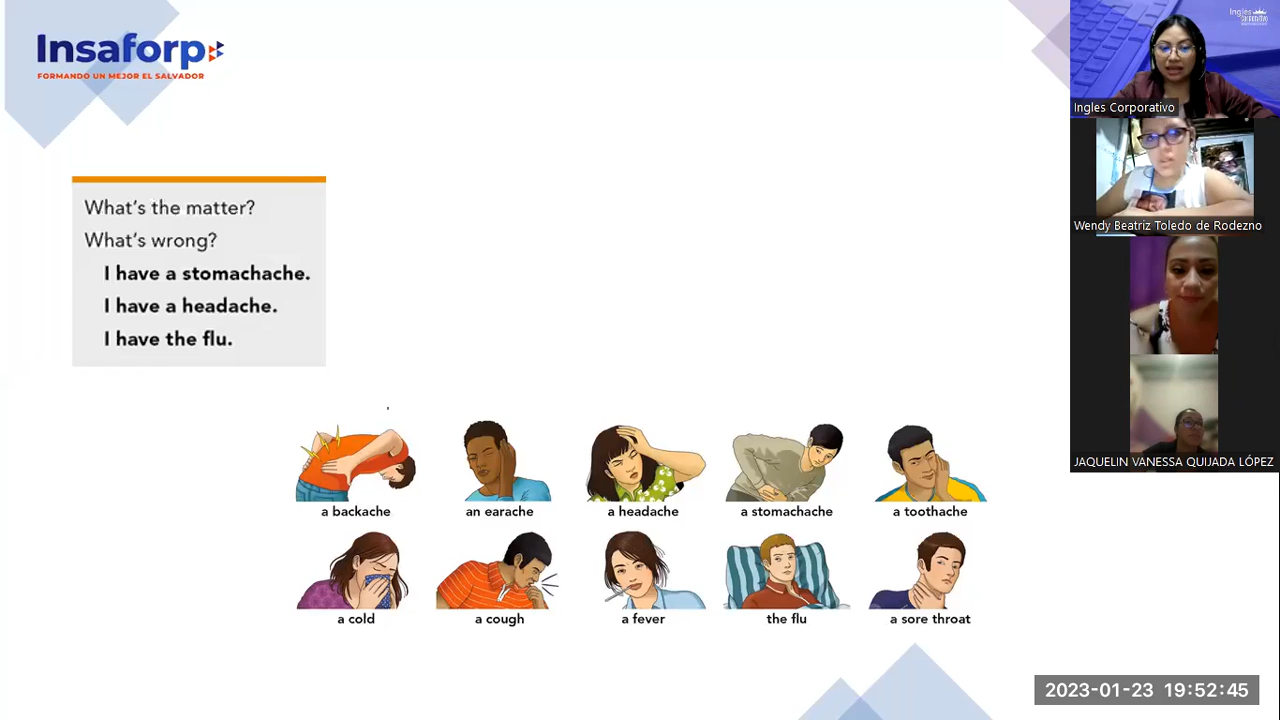 Insaforp
FORMANDO UN MEJOR EL SALVADOR
What's the matter?
What's wrong?
I have a stomachache.
I have a headache.
I have the flu.
a backache
an earache
a headache
a stomachache
a toothache
a cold
a cough
a fever
the flu
a sore throat
Ingles
Ingles Corporativo
Wendy Beatriz Toledo de Rodezno
JAQUELIN VANESSA QUIJADA LÓPEZ
2023-01-23 19:52:45